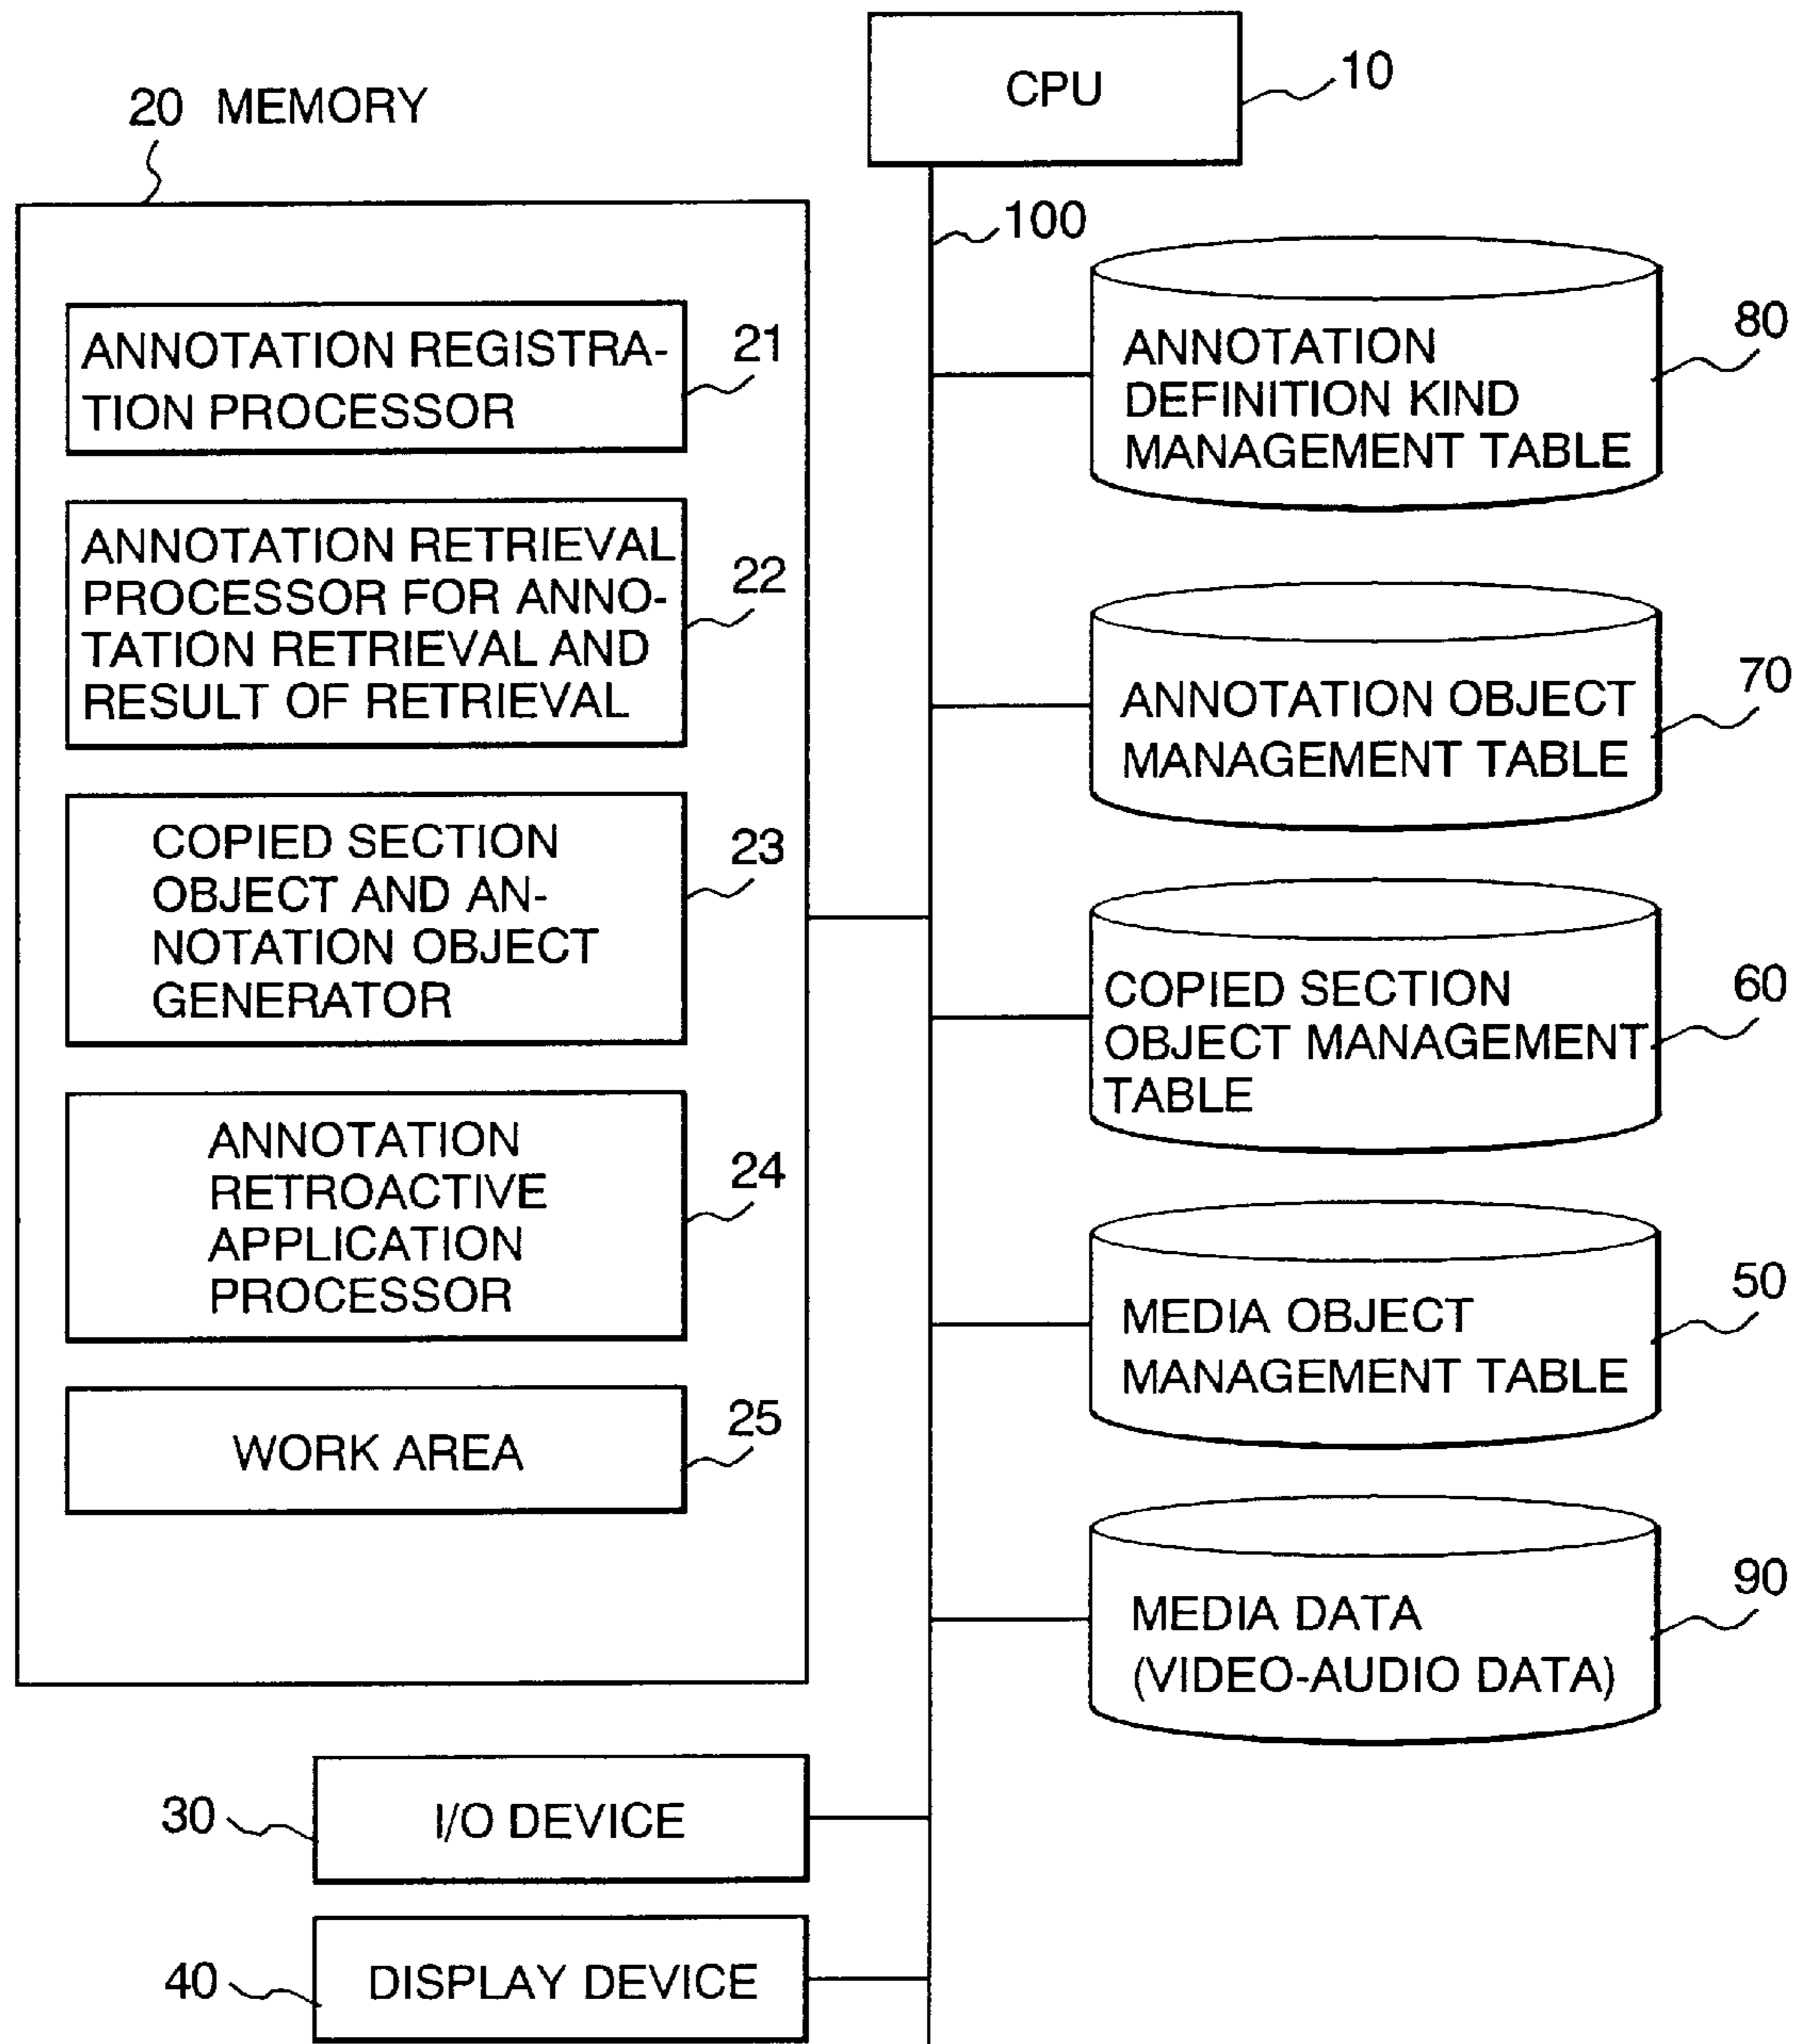 CPU
10
20 MEMORY
100
ANNOTATION REGISTRA-
TION PROCESSOR
21
ANNOTATION RETRIEVAL
PROCESSOR FOR ANNO-
TATION RETRIEVAL AND
RESULT OF RETRIEVAL
22
COPIED SECTION
OBJECT AND AN-
NOTATION OBJECT
GENERATOR
23
ANNOTATION
RETROACTIVE
APPLICATION
PROCESSOR
24
WORK AREA
25
30
I/O DEVICE
40
DISPLAY DEVICE
ANNOTATION
DEFINITION KIND
MANAGEMENT TABLE
80
ANNOTATION OBJECT
MANAGEMENT TABLE
70
COPIED SECTION
OBJECT MANAGEMENT
TABLE
60
MEDIA OBJECT
MANAGEMENT TABLE
50
MEDIA DATA
(VIDEO-AUDIO DATA)
90